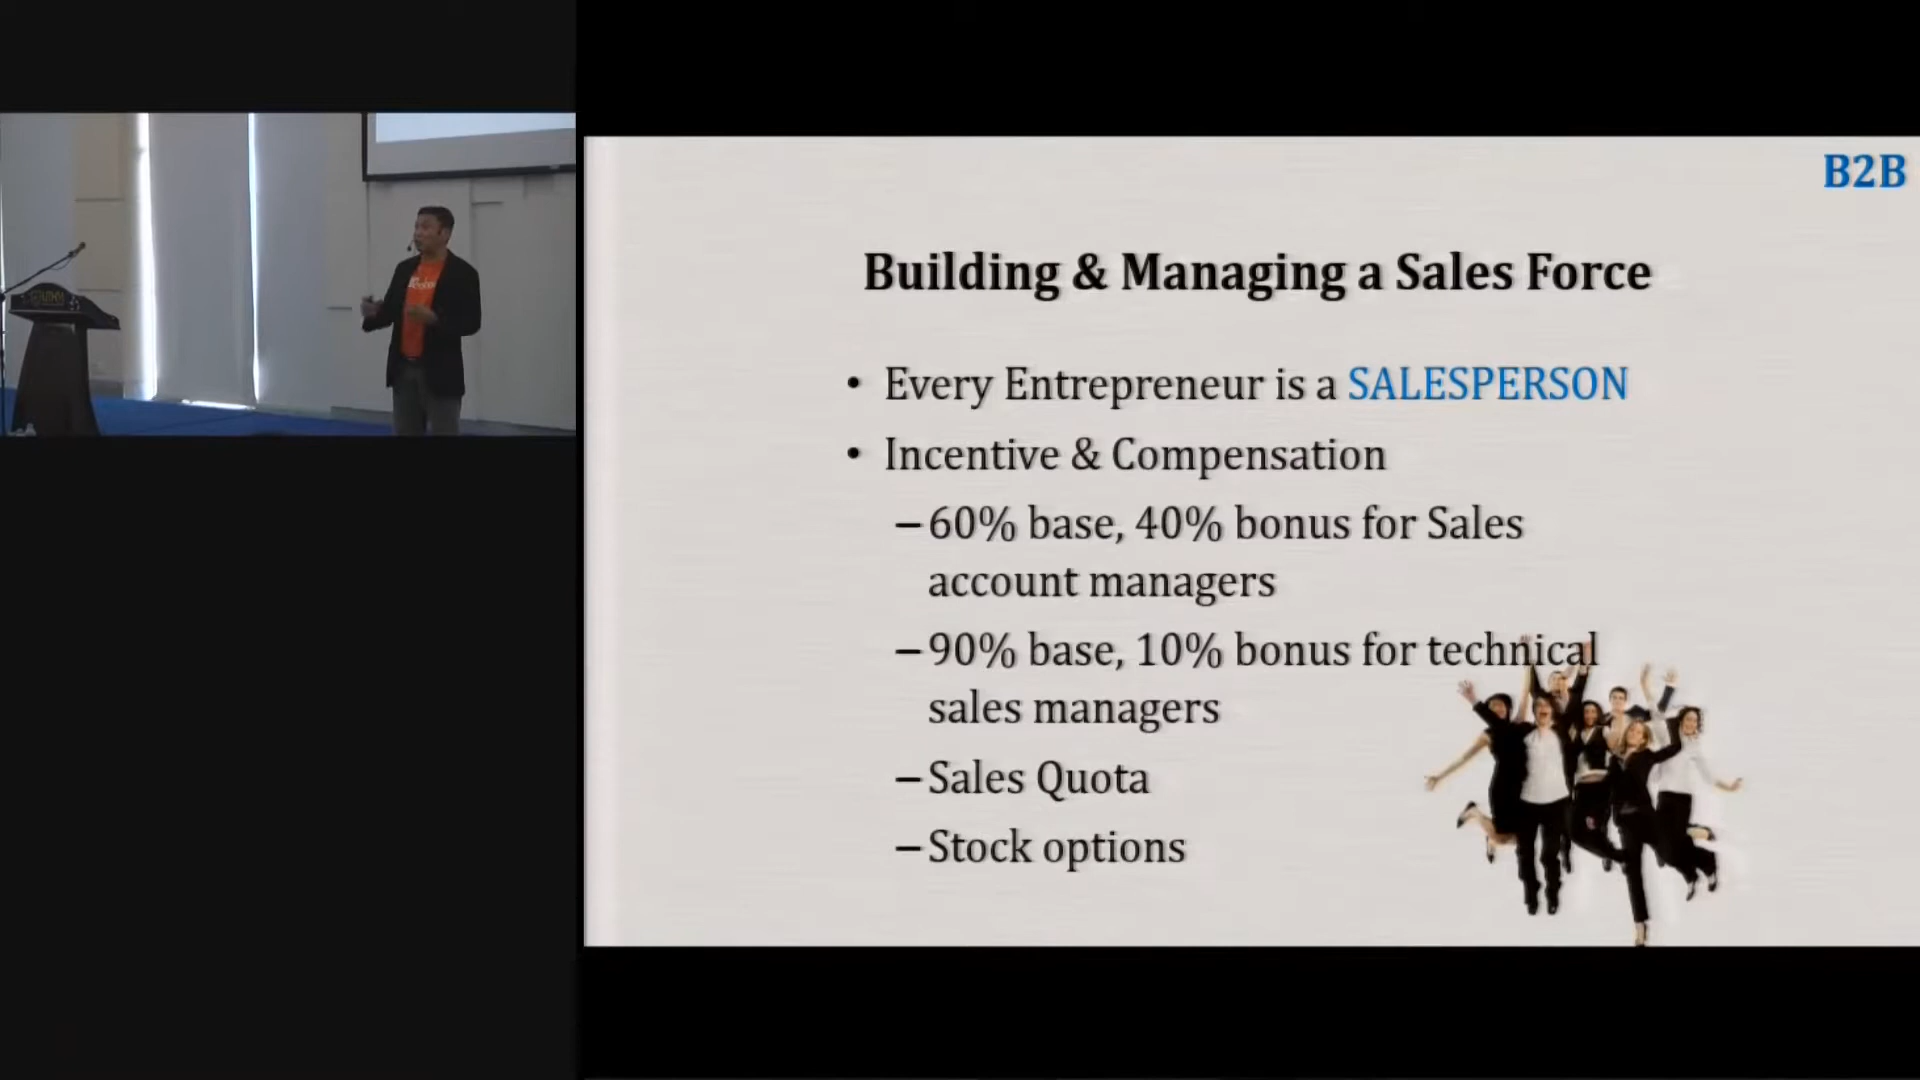 B2B
Building & Managing a Sales Force
• Every Entrepreneur is a SALESPERSON
• Incentive & Compensation
–60% base, 40% bonus for Sales
account managers
–90% base, 10% bonus for technical
sales managers
–Sales Quota
–Stock options